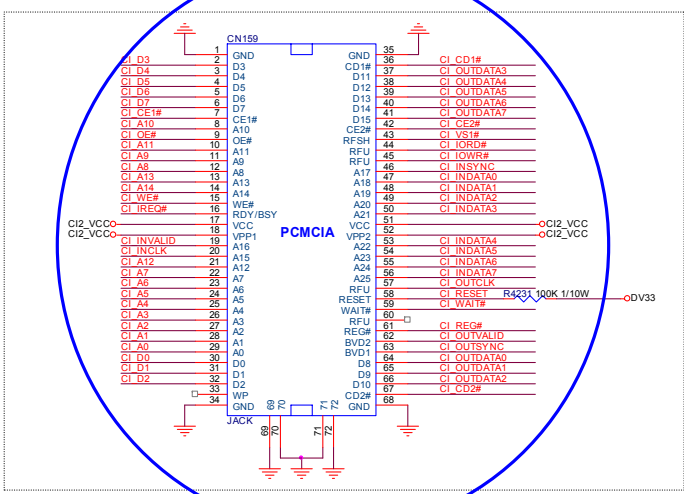 CN159
CI_D3 2 D3
CI_D4 3 D4
CI_D5 4 D5
CI_D6 5 D6
CI_D7 6 D7
CI_CE1# 7 CE1#
CI_A10 8 A10
CI_OE# 9 OE#
CI_A11 10 A11
CI_A9 11 A9
CI_A8 12 A8
CI_A13 13 A13
CI_A14 14 A14
CI_WE# 15 WE#
CI_IREQ# 16 RDY/BSY
CI2_VCC 17 VCC
CI2_VCC 18 VPP1
CI_INVALID 19 A16
CI_INCLK 20 A15
CI_A12 21 A12
CI_A7 22 A7
CI_A6 23 A6
CI_A5 24 A5
CI_A4 25 A4
CI_A3 26 A3
CI_A2 27 A2
CI_A1 28 A1
CI_A0 29 A0
CI_D0 30 D0
CI_D1 31 D1
CI_D2 32 D2
33 WP
34 GND
1 GND
PCMCIA
GND 35
CD1# 36 CI_CD1#
D11 37 CI_OUTDATA3
D12 38 CI_OUTDATA4
D13 39 CI_OUTDATA5
D14 40 CI_OUTDATA6
D15 41 CI_OUTDATA7
CE2# 42 CI_CE2#
RFSH 43 CI_VS1#
RFU 44 CI_IORD#
RFU 45 CI_IOWR#
A17 46 CI_INSYNC
A18 47 CI_INDATA0
A19 48 CI_INDATA1
A20 49 CI_INDATA2
A21 50 CI_INDATA3
VCC 51 CI2_VCC
VPP2 52 CI2_VCC
A22 53 CI_INDATA4
A23 54 CI_INDATA5
A24 55 CI_INDATA6
A25 56 CI_INDATA7
RFU 57 CI_OUTCLK
RESET 58 CI_RESET R4231 100K 1/10W DV33
WAIT# 59 CI_WAIT#
RFU 60
REG# 61 CI_REG#
BVD2 62 CI_OUTVALID
BVD1 63 CI_OUTSYNC
D8 64 CI_OUTDATA0
D9 65 CI_OUTDATA1
D10 66 CI_OUTDATA2
CD2# 67 CI_CD2#
GND 68
69 70 71 72
JACK
69 70 71 72